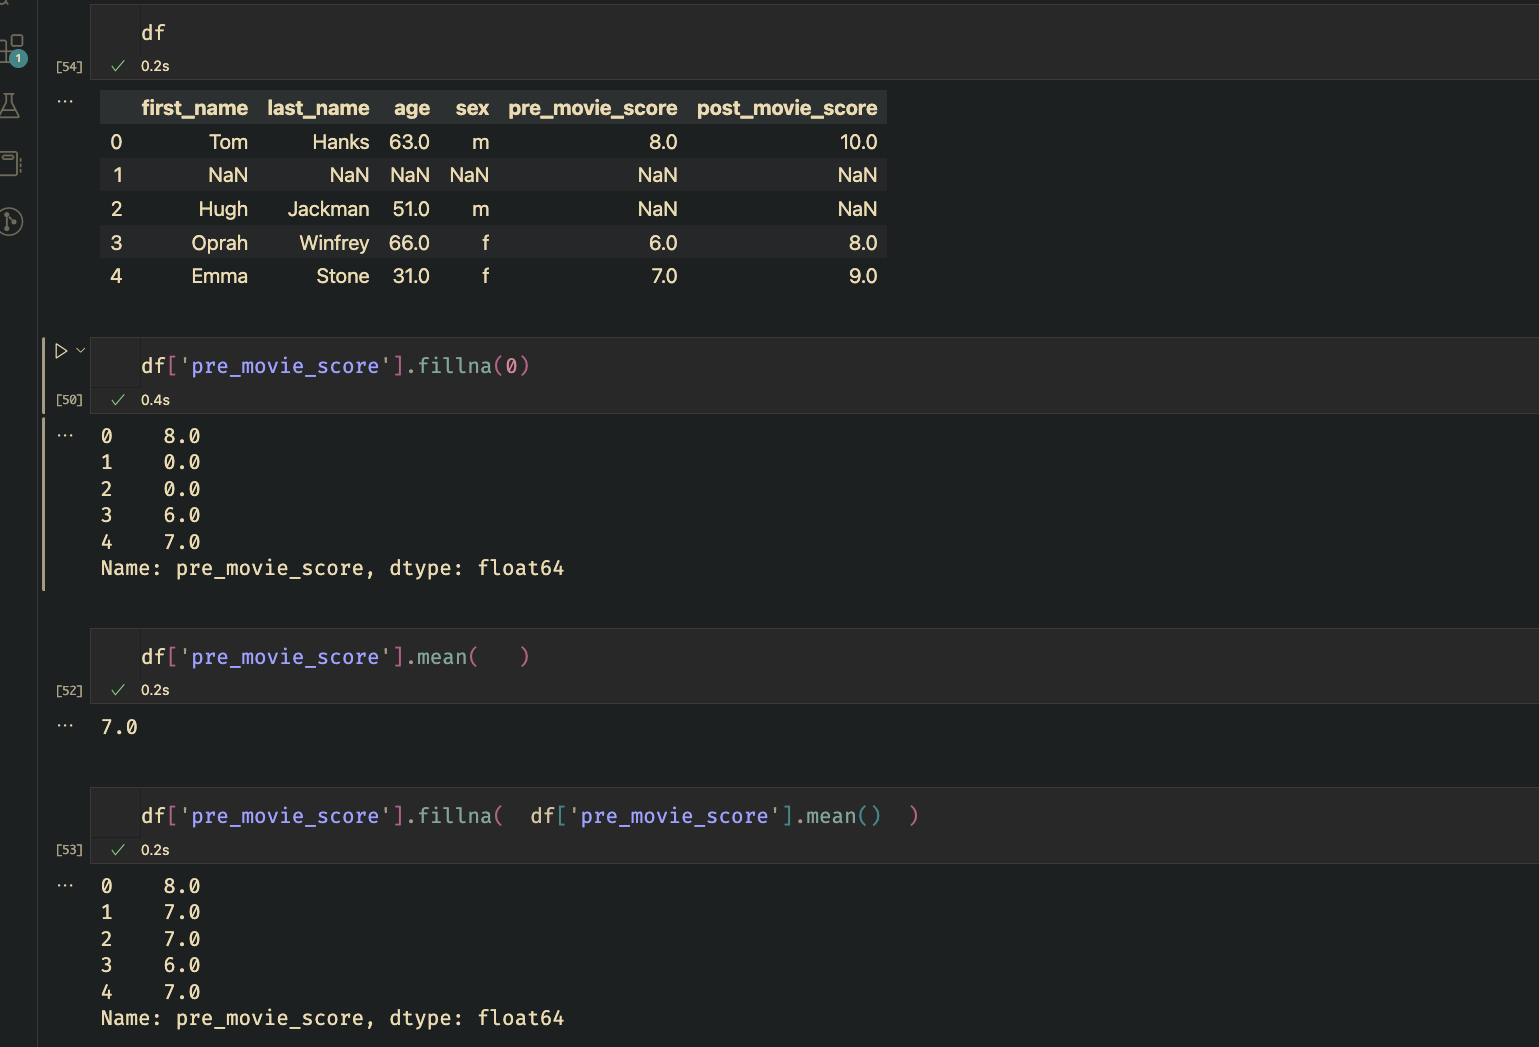 df
[54] ✓ 0.2s
1
... first_name last_name age sex pre_movie_score post_movie_score
0 Tom Hanks 63.0 m 8.0 10.0
1 NaN NaN NaN NaN NaN NaN
2 Hugh Jackman 51.0 m NaN NaN
3 Oprah Winfrey 66.0 f 6.0 8.0
4 Emma Stone 31.0 f 7.0 9.0
df['pre_movie_score'].fillna(0)
[50] ✓ 0.4s
... 0 8.0
1 0.0
2 0.0
3 6.0
4 7.0
Name: pre_movie_score, dtype: float64
df['pre_movie_score'].mean(   )
[52] ✓ 0.2s
... 7.0
df['pre_movie_score'].fillna(  df['pre_movie_score'].mean()  )
[53] ✓ 0.2s
... 0 8.0
1 7.0
2 7.0
3 6.0
4 7.0
Name: pre_movie_score, dtype: float64